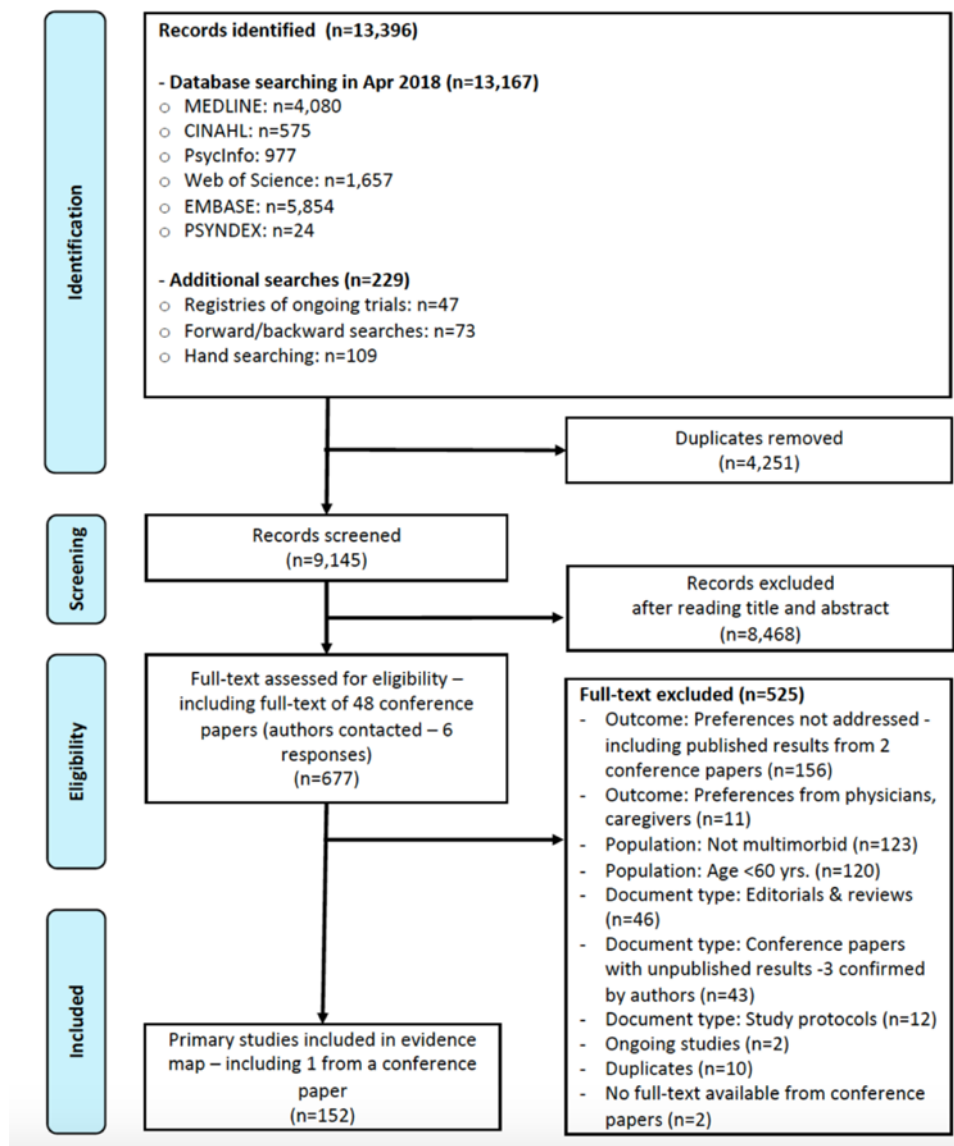 Identification
Records identified (n=13,396)
- Database searching in Apr 2018 (n=13,167)
○ MEDLINE: n=4,080
○ CINAHL: n=575
○ PsycInfo: 977
○ Web of Science: n=1,657
○ EMBASE: n=5,854
○ PSYNDEX: n=24
- Additional searches (n=229)
○ Registries of ongoing trials: n=47
○ Forward/backward searches: n=73
○ Hand searching: n=109
Duplicates removed
(n=4,251)
Screening
Records screened
(n=9,145)
Records excluded
after reading title and abstract
(n=8,468)
Eligibility
Full-text assessed for eligibility –
including full-text of 48 conference
papers (authors contacted – 6
responses)
(n=677)
Full-text excluded (n=525)
- Outcome: Preferences not addressed -
including published results from 2
conference papers (n=156)
- Outcome: Preferences from physicians,
caregivers (n=11)
- Population: Not multimorbid (n=123)
- Population: Age <60 yrs. (n=120)
- Document type: Editorials & reviews
(n=46)
- Document type: Conference papers
with unpublished results -3 confirmed
by authors (n=43)
- Document type: Study protocols (n=12)
- Ongoing studies (n=2)
- Duplicates (n=10)
- No full-text available from conference
papers (n=2)
Included
Primary studies included in evidence
map – including 1 from a conference
paper
(n=152)